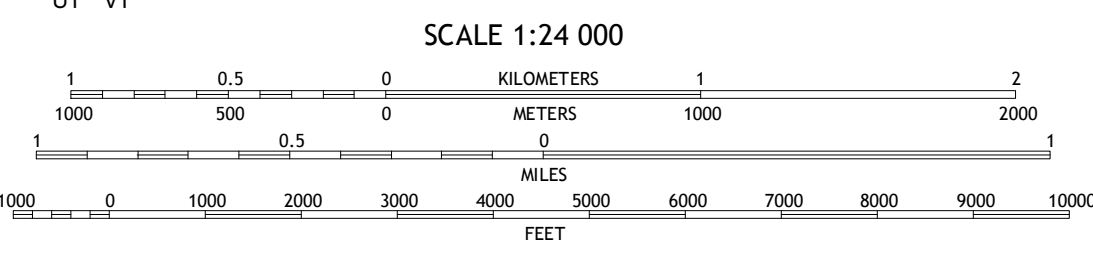 SCALE 1:24 000
1 0.5 0 KILOMETERS 1 2
1000 500 0 METERS 1000 2000
1 0.5 0 1
MILES
1000 0 1000 2000 3000 4000 5000 6000 7000 8000 9000 10000
FEET